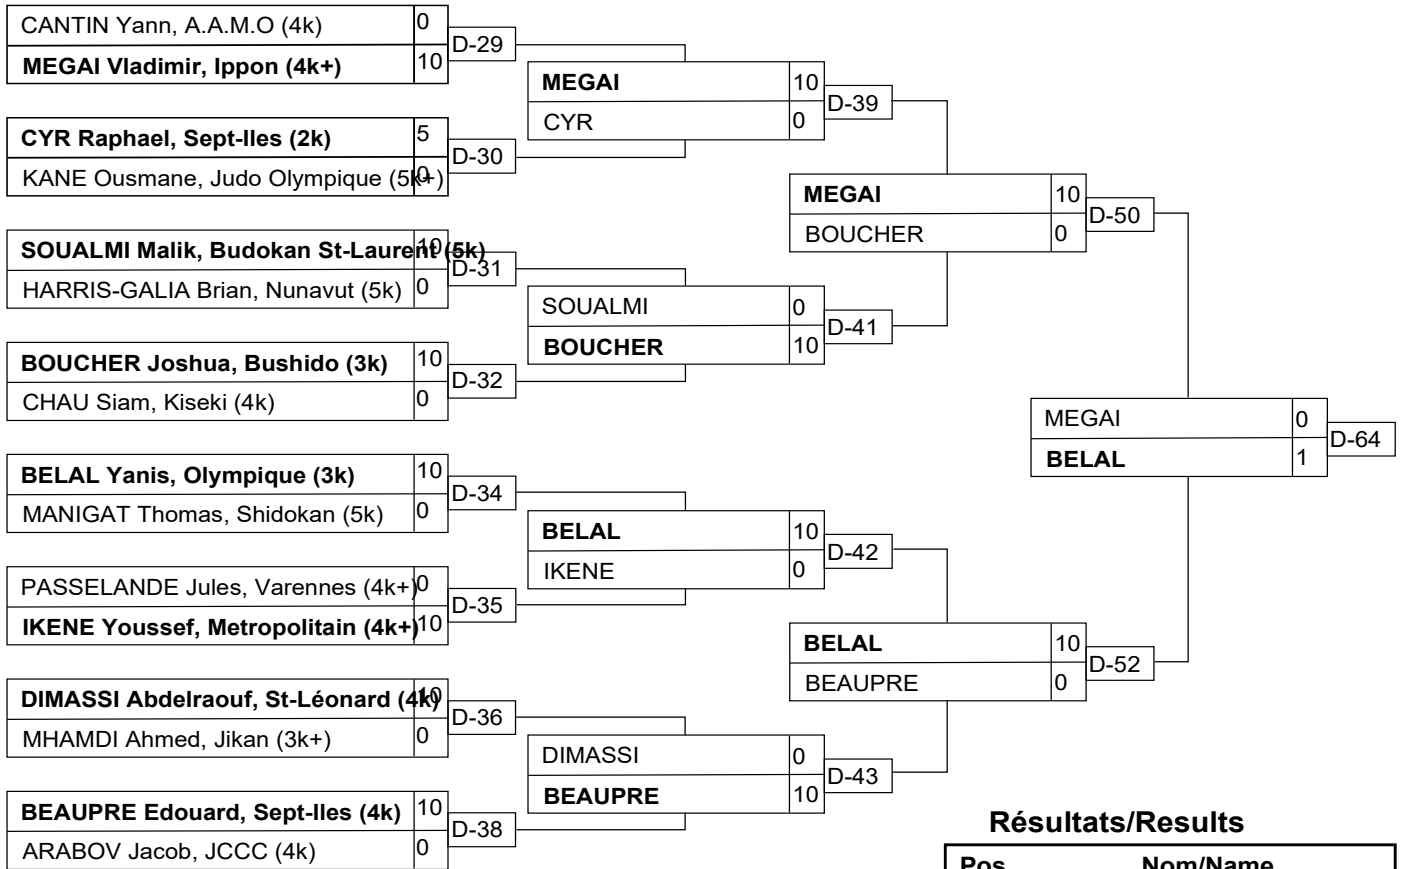 CANTIN Yann, A.A.M.O (4k) 0
MEGAI Vladimir, Ippon (4k+) 10
D-29
CYR Raphael, Sept-Iles (2k) 5
KANE Ousmane, Judo Olympique (5k+) 0
D-30
SOUALMI Malik, Budokan St-Laurent (5k) 10
HARRIS-GALIA Brian, Nunavut (5k) 0
D-31
BOUCHER Joshua, Bushido (3k) 10
CHAU Siam, Kiseki (4k) 0
D-32
BELAL Yanis, Olympique (3k) 10
MANIGAT Thomas, Shidokan (5k) 0
D-34
PASSELANDE Jules, Varennes (4k+) 0
IKENE Youssef, Metropolitain (4k+) 10
D-35
DIMASSI Abdelraouf, St-Léonard (4k) 10
MHAMDI Ahmed, Jikan (3k+) 0
D-36
BEAUPRE Edouard, Sept-Iles (4k) 10
ARABOV Jacob, JCCC (4k) 0
D-38
MEGAI 10
CYR 0
D-39
SOUALMI 0
BOUCHER 10
D-41
BELAL 10
IKENE 0
D-42
DIMASSI 0
BEAUPRE 10
D-43
MEGAI 10
BOUCHER 0
D-50
BELAL 10
BEAUPRE 0
D-52
MEGAI 0
BELAL 1
D-64
Résultats/Results
Pos Nom/Name